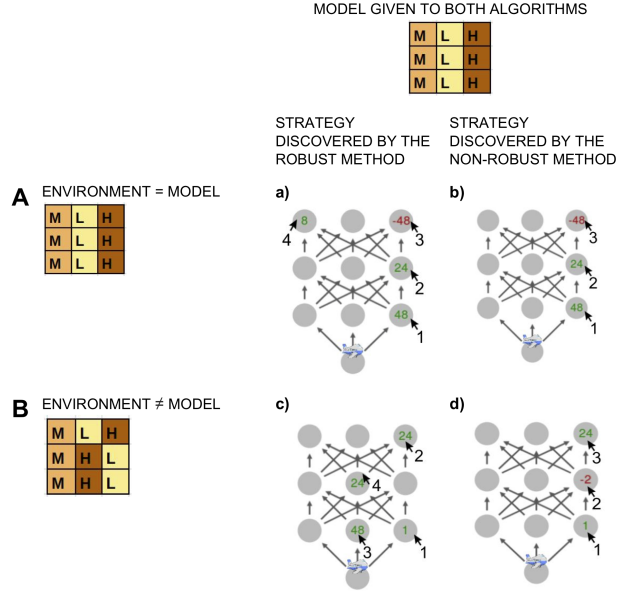 MODEL GIVEN TO BOTH ALGORITHMS
M L H
M L H
M L H
STRATEGY
DISCOVERED BY THE
ROBUST METHOD
STRATEGY
DISCOVERED BY THE
NON-ROBUST METHOD
A ENVIRONMENT = MODEL
M L H
M L H
M L H
a)
8 -48
4 3
24
2
48
1
b)
-48
3
24
2
48
1
B ENVIRONMENT ≠ MODEL
M L H
M H L
M H L
c)
24
2
24 4
48 1
3 1
d)
24
3
-2
2
1
1